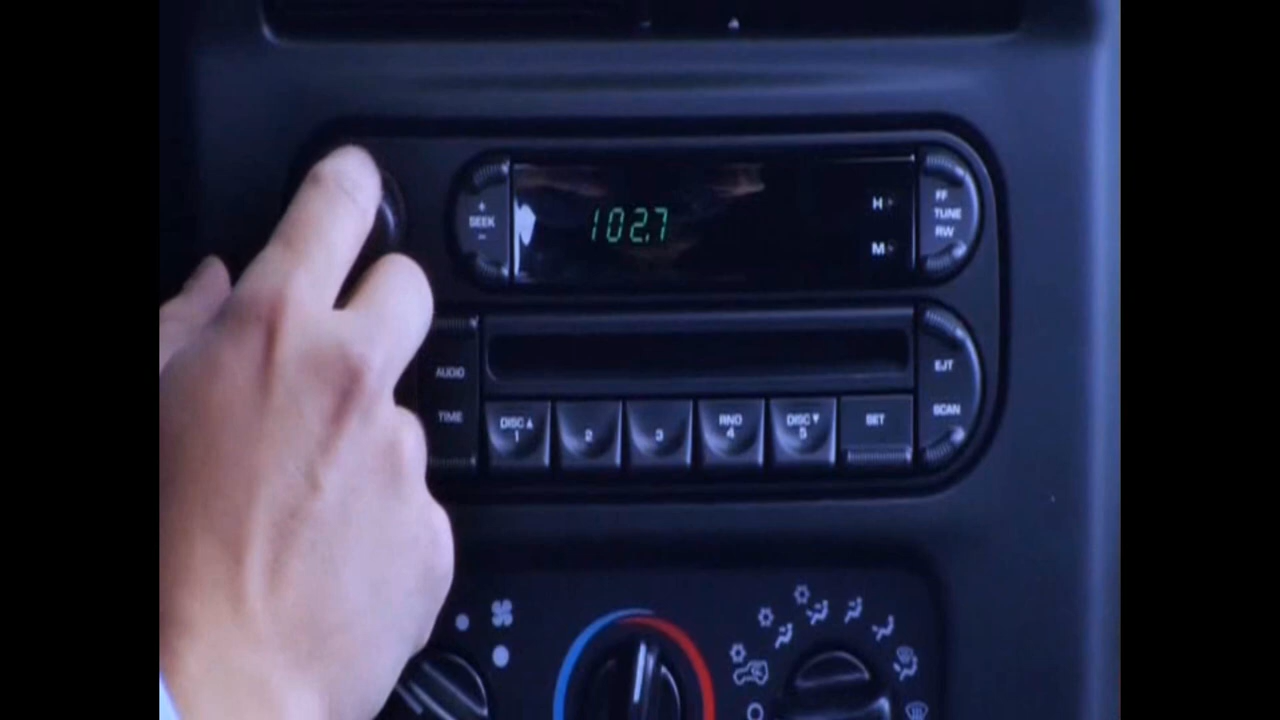 +
SEEK
−
102.7
H
M
FF
TUNE
RW
AUDIO
TIME
EJT
SCAN
DISC▲
1
2
3
RND
4
DISC▼
5
SET